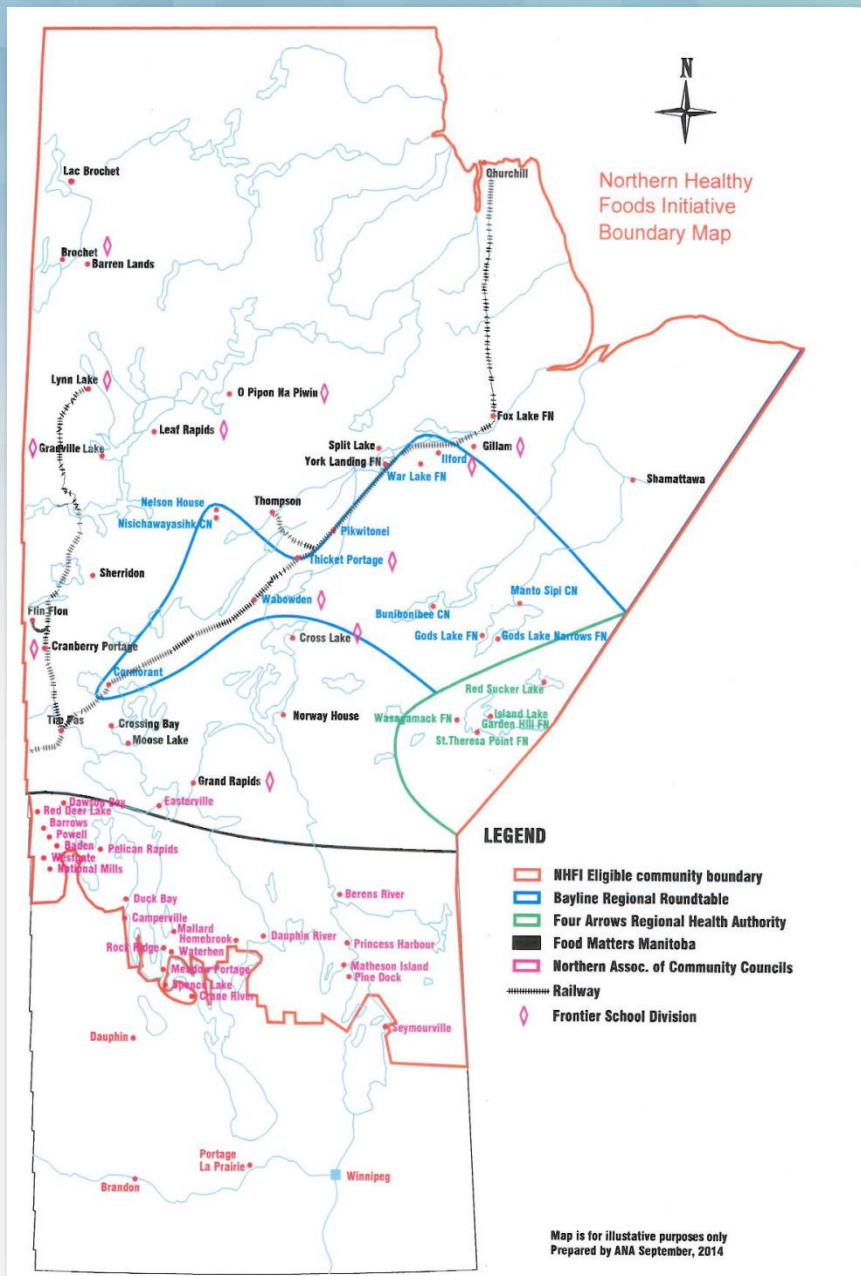 N
Northern Healthy
Foods Initiative
Boundary Map
Churchill
Lac Brochet
Brochet
Barren Lands
Lynn Lake
O Pipon Na Piwin
Leaf Rapids
Granville Lake
Fox Lake FN
Split Lake
Gillam
York Landing FN
Ilford
War Lake FN
Shamattawa
Nelson House
Thompson
Nisichawayasihk CN
Pikwitonei
Thicket Portage
Sherridon
Wabowden
Manto Sipi CN
Bunibonibee CN
Flin Flon
Cross Lake
Gods Lake FN
Gods Lake Narrows FN
Cranberry Portage
Cormorant
Red Sucker Lake
Norway House
Wasagamack FN
Island Lake
Garden Hill FN
The Pas
Crossing Bay
Moose Lake
St.Theresa Point FN
Grand Rapids
Dawson Bay
Easterville
Red Deer Lake
Barrows
Powell
Baden
Pelican Rapids
Westgate
National Mills
Duck Bay
Berens River
Camperville
Mallard
Homebrook
Dauphin River
Rock Ridge
Waterhen
Princess Harbour
Meadow Portage
Matheson Island
Pine Dock
Spence Lake
Crane River
Seymourville
Dauphin
Portage
La Prairie
Brandon
Winnipeg
LEGEND
NHFI Eligible community boundary
Bayline Regional Roundtable
Four Arrows Regional Health Authority
Food Matters Manitoba
Northern Assoc. of Community Councils
Railway
Frontier School Division
Map is for illustative purposes only
Prepared by ANA September, 2014